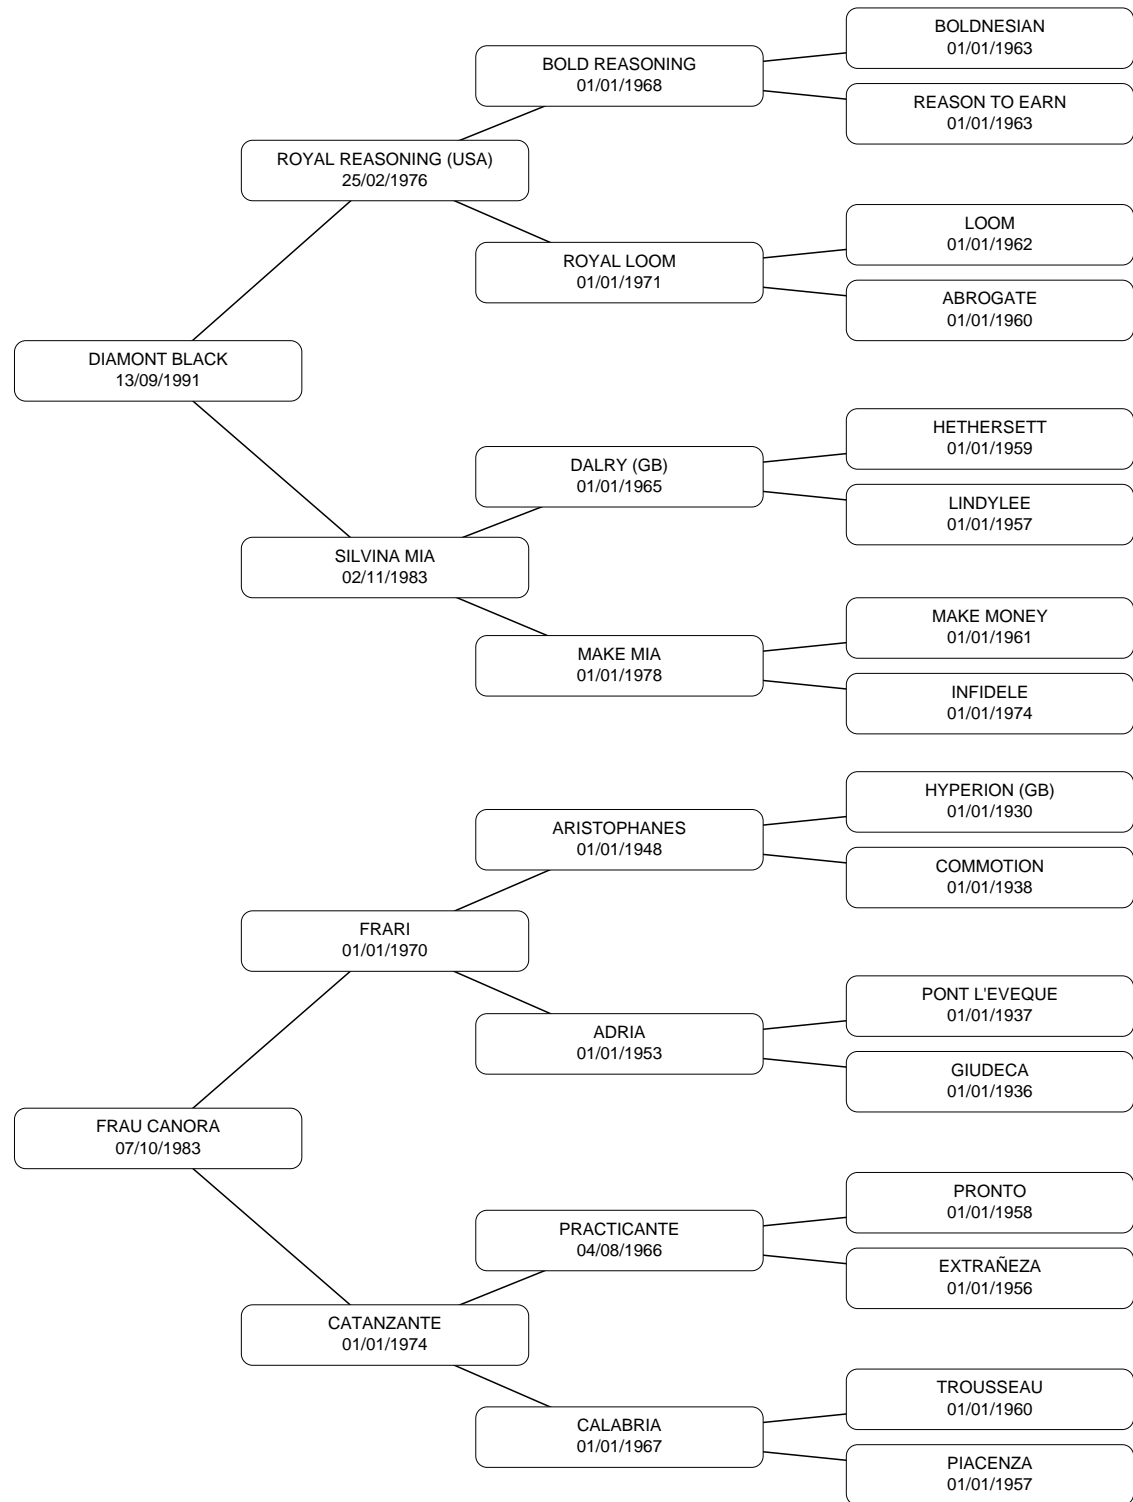 BOLDNESIAN
01/01/1963
BOLD REASONING
01/01/1968
REASON TO EARN
01/01/1963
ROYAL REASONING (USA)
25/02/1976
LOOM
01/01/1962
ROYAL LOOM
01/01/1971
ABROGATE
01/01/1960
DIAMONT BLACK
13/09/1991
HETHERSETT
01/01/1959
DALRY (GB)
01/01/1965
LINDYLEE
01/01/1957
SILVINA MIA
02/11/1983
MAKE MONEY
01/01/1961
MAKE MIA
01/01/1978
INFIDELE
01/01/1974
HYPERION (GB)
01/01/1930
ARISTOPHANES
01/01/1948
COMMOTION
01/01/1938
FRARI
01/01/1970
PONT L'EVEQUE
01/01/1937
ADRIA
01/01/1953
GIUDECA
01/01/1936
FRAU CANORA
07/10/1983
PRONTO
01/01/1958
PRACTICANTE
04/08/1966
EXTRAÑEZA
01/01/1956
CATANZANTE
01/01/1974
TROUSSEAU
01/01/1960
CALABRIA
01/01/1967
PIACENZA
01/01/1957